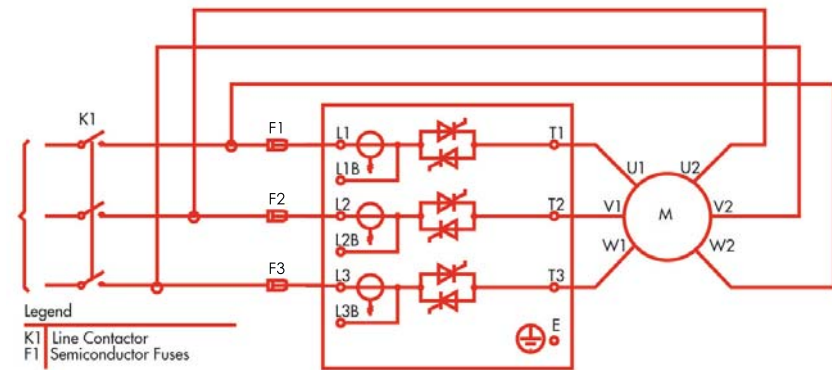 K1
F1
L1
T1
L1B
U1
U2
F2
L2
T2
V1
M
V2
L2B
W1
W2
F3
L3
T3
L3B
E
Legend
K1 Line Contactor
F1 Semiconductor Fuses